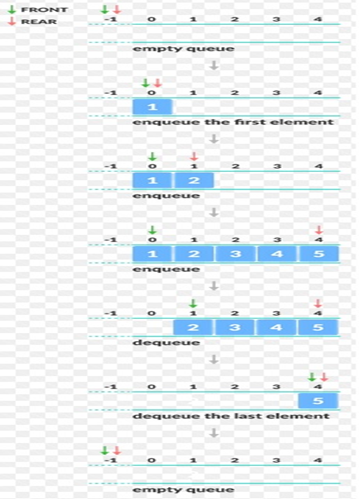 FRONT
REAR
-1 0 1 2 3 4
empty queue
-1 0 1 2 3 4
1
enqueue the first element
-1 0 1 2 3 4
1 2
enqueue
-1 0 1 2 3 4
1 2 3 4 5
enqueue
-1 0 1 2 3 4
2 3 4 5
dequeue
-1 0 1 2 3 4
5
dequeue the last element
-1 0 1 2 3 4
empty queue